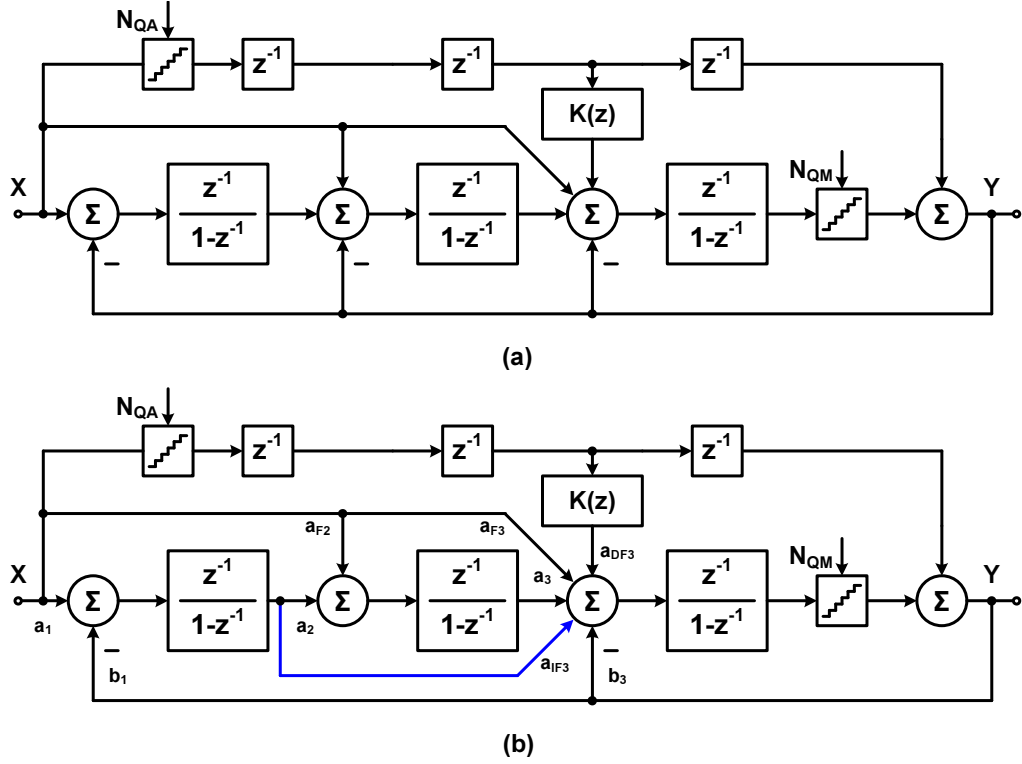 N_QA
z^-1 z^-1 z^-1
K(z)
X Σ z^-1 Σ z^-1 Σ z^-1 N_QM Σ Y
1-z^-1 1-z^-1 1-z^-1
− − −
(a)
N_QA
z^-1 z^-1 z^-1
K(z)
a_F2 a_F3 a_DF3
X Σ z^-1 Σ z^-1 a_3 Σ z^-1 N_QM Σ Y
a_1 1-z^-1 a_2 1-z^-1 1-z^-1
− b_1 a_IF3 − b_3
(b)